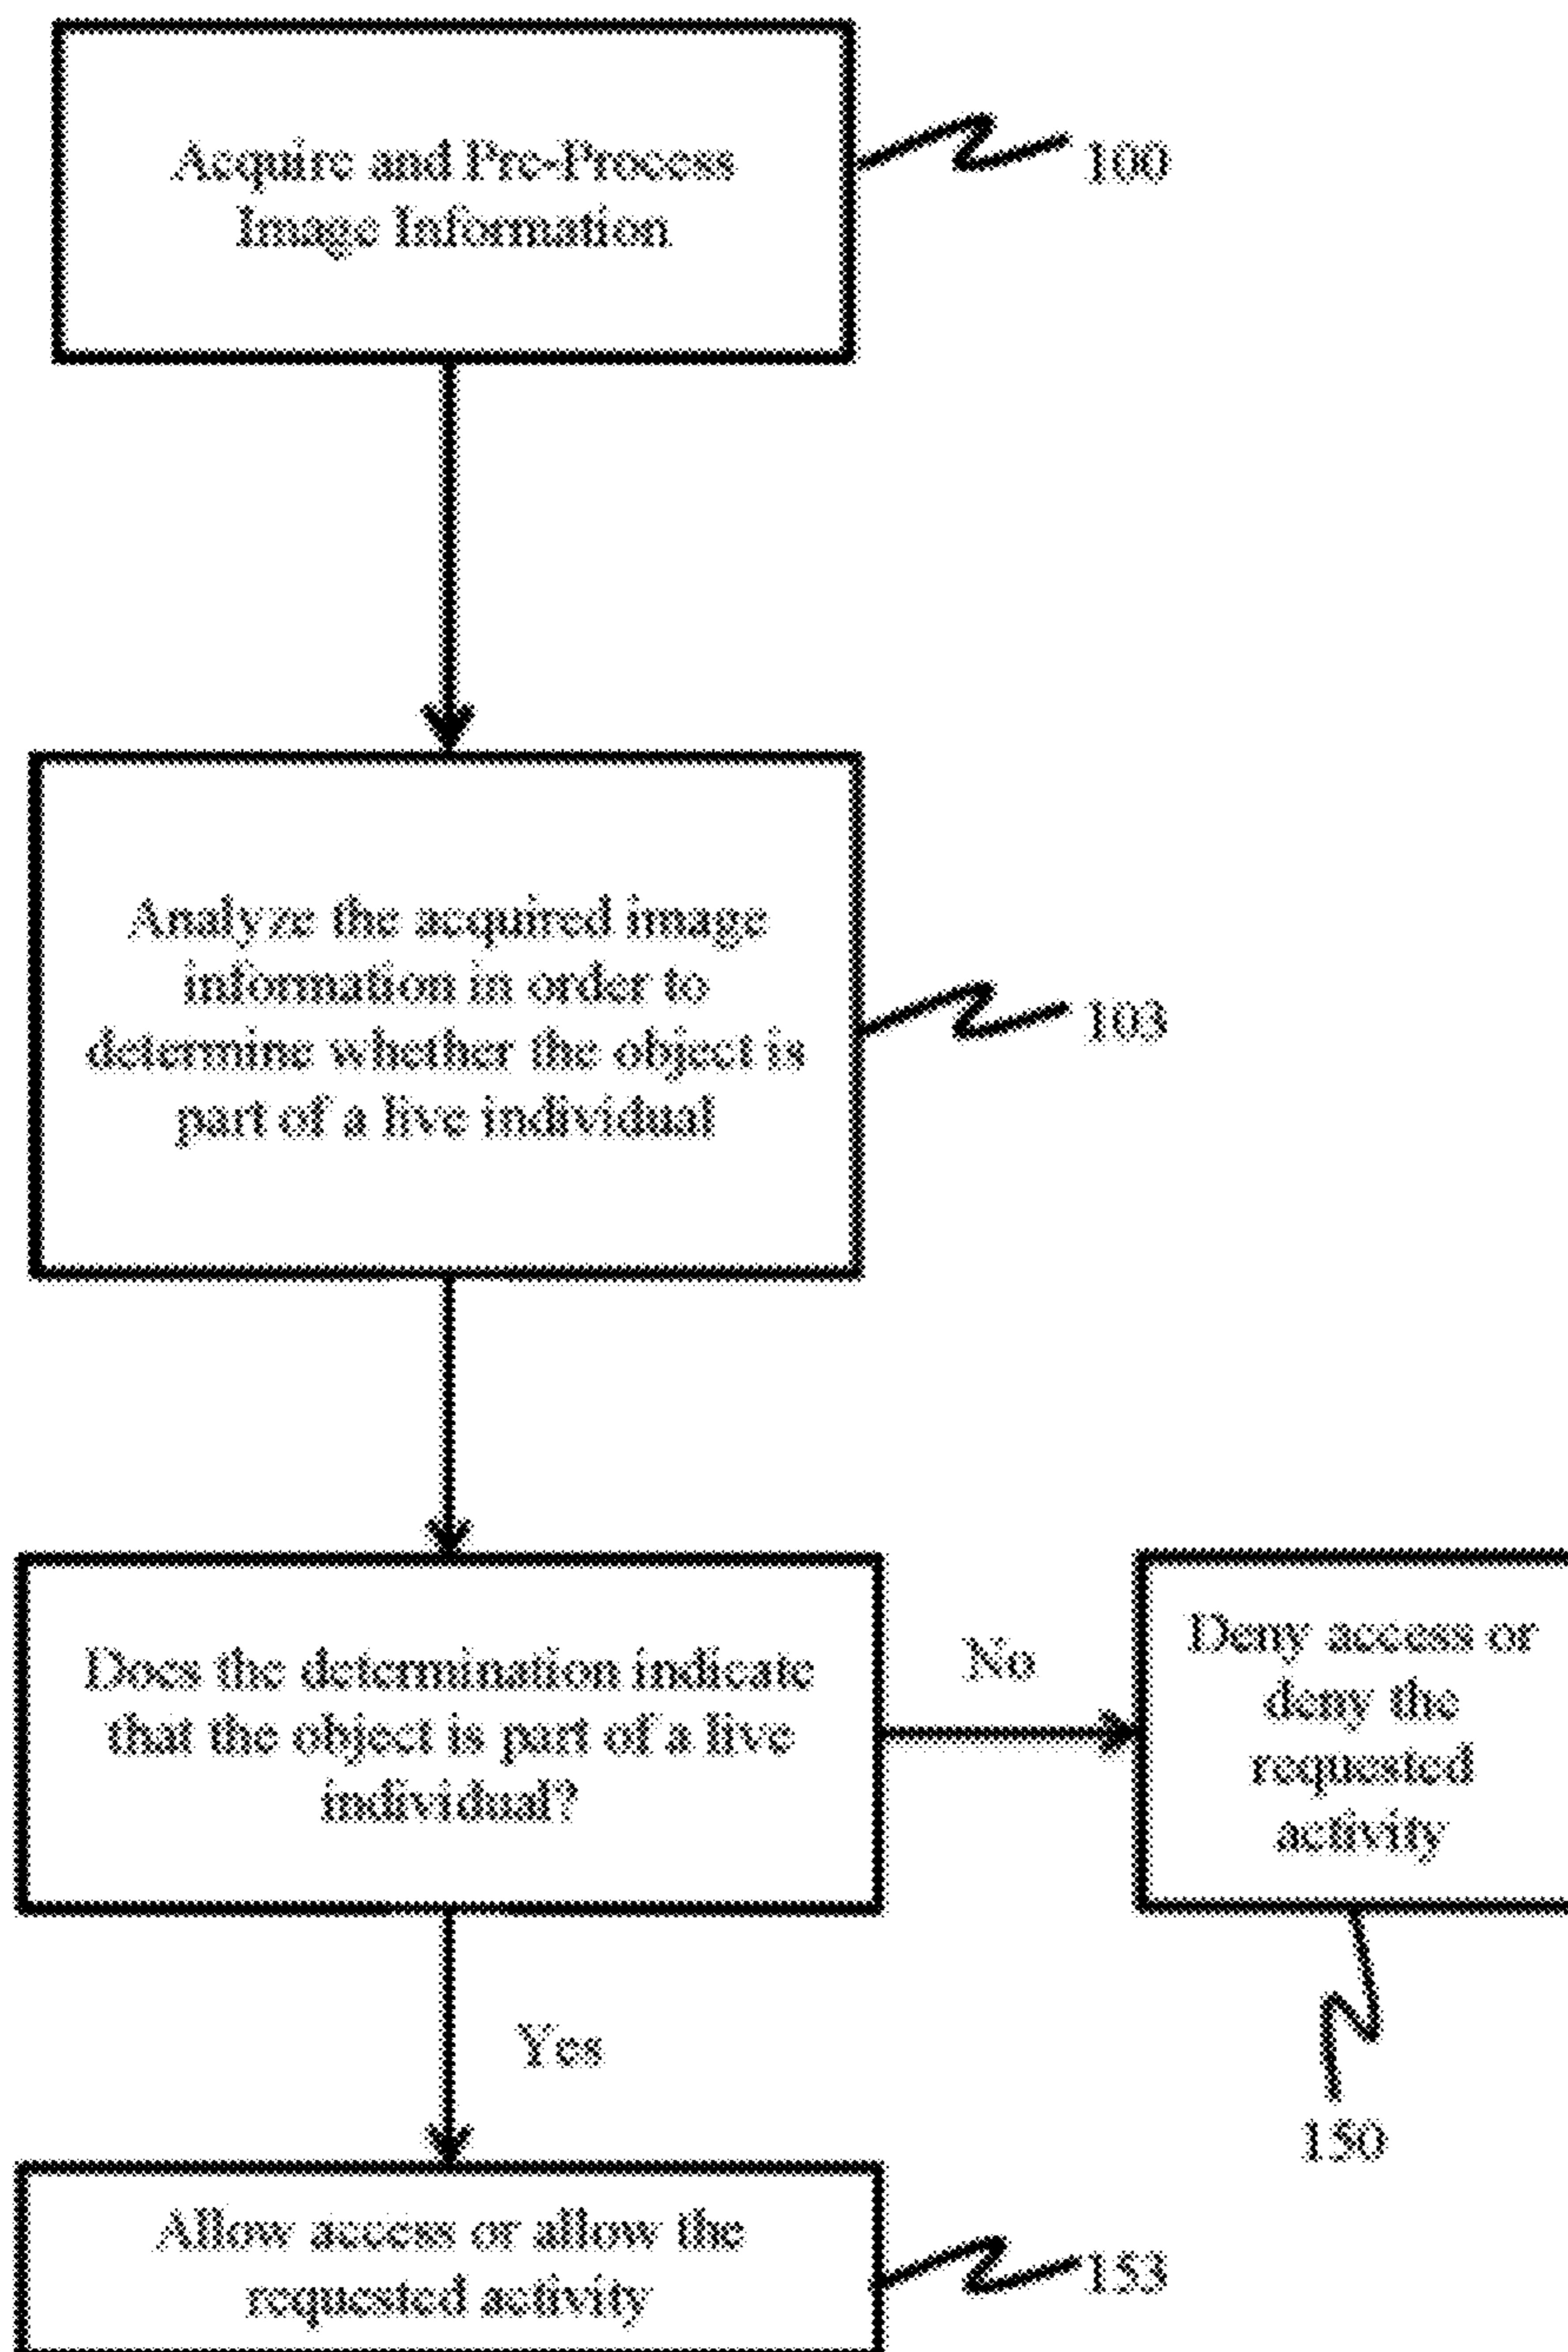 Acquire and Pre-Process
Image Information
100
Analyze the acquired image
information in order to
determine whether the object is
part of a live individual
103
Does the determination indicate
that the object is part of a live
individual?
No
Deny access or
deny the
requested
activity
150
Yes
Allow access or allow the
requested activity
153